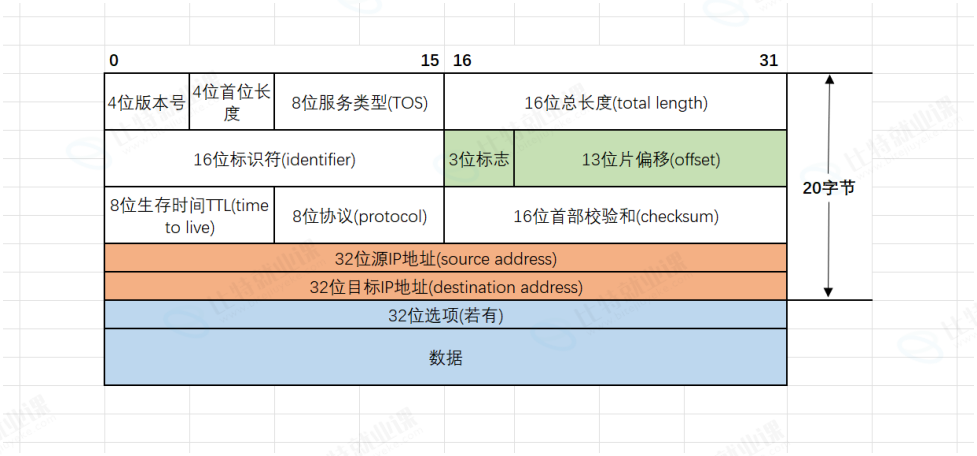 0 15 16 31
4位版本号 4位首位长度 8位服务类型(TOS) 16位总长度(total length)
16位标识符(identifier) 3位标志 13位片偏移(offset)
20字节
8位生存时间TTL(time to live) 8位协议(protocol) 16位首部校验和(checksum)
32位源IP地址(source address)
32位目标IP地址(destination address)
32位选项(若有)
数据
比特就业课